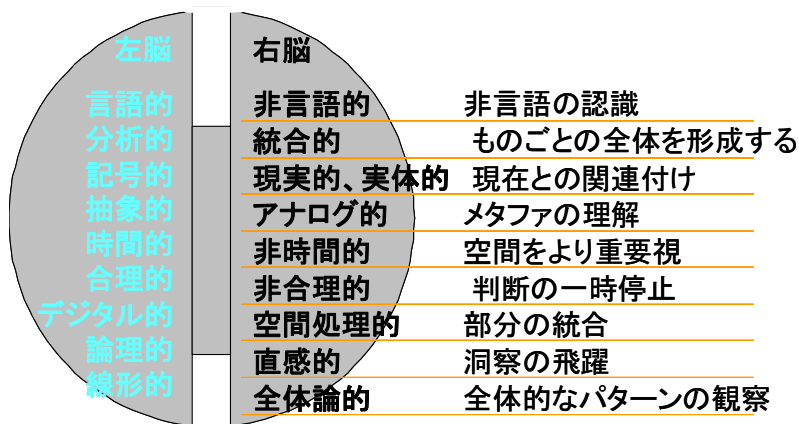 左脳
言語的
分析的
記号的
抽象的
時間的
合理的
デジタル的
論理的
線形的
右脳
非言語的 非言語の認識
統合的 ものごとの全体を形成する
現実的、実体的 現在との関連付け
アナログ的 メタファの理解
非時間的 空間をより重要視
非合理的 判断の一時停止
空間処理的 部分の統合
直感的 洞察の飛躍
全体論的 全体的なパターンの観察